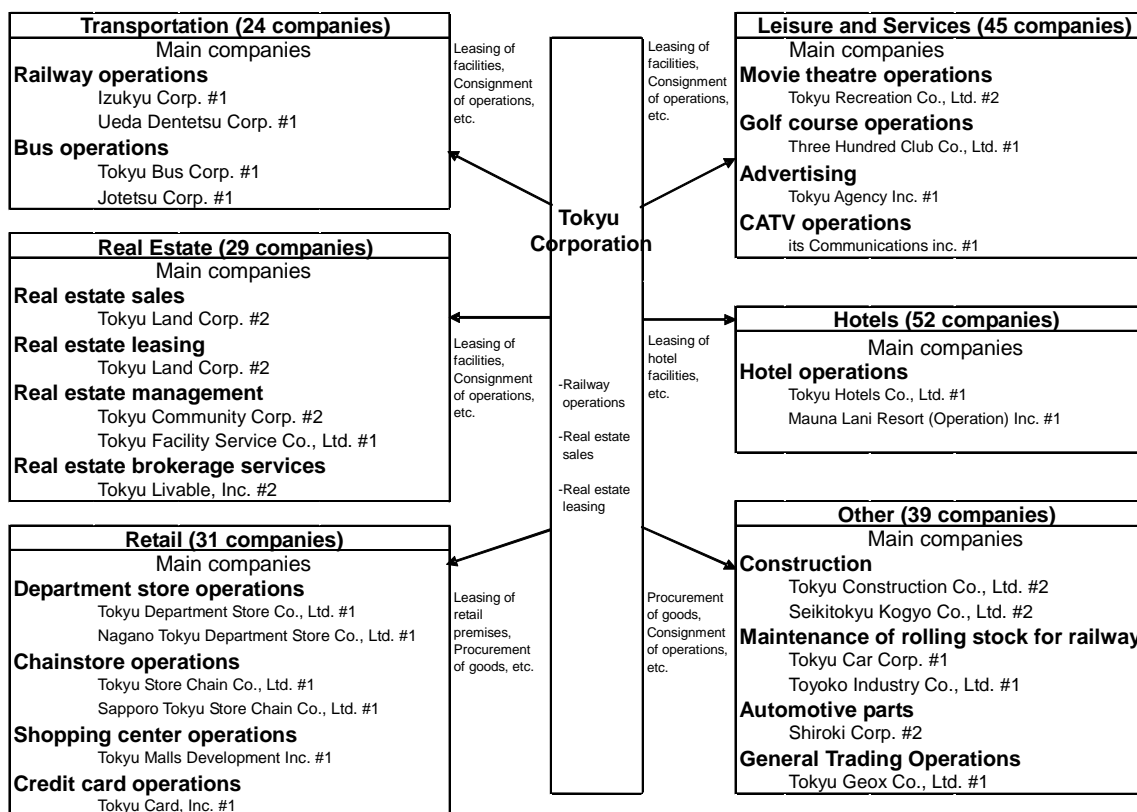 Transportation (24 companies)
Main companies
Railway operations
Izukyu Corp. #1
Ueda Dentetsu Corp. #1
Bus operations
Tokyu Bus Corp. #1
Jotetsu Corp. #1
Real Estate (29 companies)
Main companies
Real estate sales
Tokyu Land Corp. #2
Real estate leasing
Tokyu Land Corp. #2
Real estate management
Tokyu Community Corp. #2
Tokyu Facility Service Co., Ltd. #1
Real estate brokerage services
Tokyu Livable, Inc. #2
Retail (31 companies)
Main companies
Department store operations
Tokyu Department Store Co., Ltd. #1
Nagano Tokyu Department Store Co., Ltd. #1
Chainstore operations
Tokyu Store Chain Co., Ltd. #1
Sapporo Tokyu Store Chain Co., Ltd. #1
Shopping center operations
Tokyu Malls Development Inc. #1
Credit card operations
Tokyu Card, Inc. #1
Leasing of
facilities,
Consignment
of operations,
etc.
Leasing of
facilities,
Consignment
of operations,
etc.
Leasing of
retail
premises,
Procurement
of goods, etc.
Tokyu
Corporation
-Railway
operations
-Real estate
sales
-Real estate
leasing
Leasing of
facilities,
Consignment
of operations,
etc.
Leasing of
hotel
facilities,
etc.
Procurement
of goods,
Consignment
of operations,
etc.
Leisure and Services (45 companies)
Main companies
Movie theatre operations
Tokyu Recreation Co., Ltd. #2
Golf course operations
Three Hundred Club Co., Ltd. #1
Advertising
Tokyu Agency Inc. #1
CATV operations
its Communications inc. #1
Hotels (52 companies)
Main companies
Hotel operations
Tokyu Hotels Co., Ltd. #1
Mauna Lani Resort (Operation) Inc. #1
Other (39 companies)
Main companies
Construction
Tokyu Construction Co., Ltd. #2
Seikitokyu Kogyo Co., Ltd. #2
Maintenance of rolling stock for railway
Tokyu Car Corp. #1
Toyoko Industry Co., Ltd. #1
Automotive parts
Shiroki Corp. #2
General Trading Operations
Tokyu Geox Co., Ltd. #1